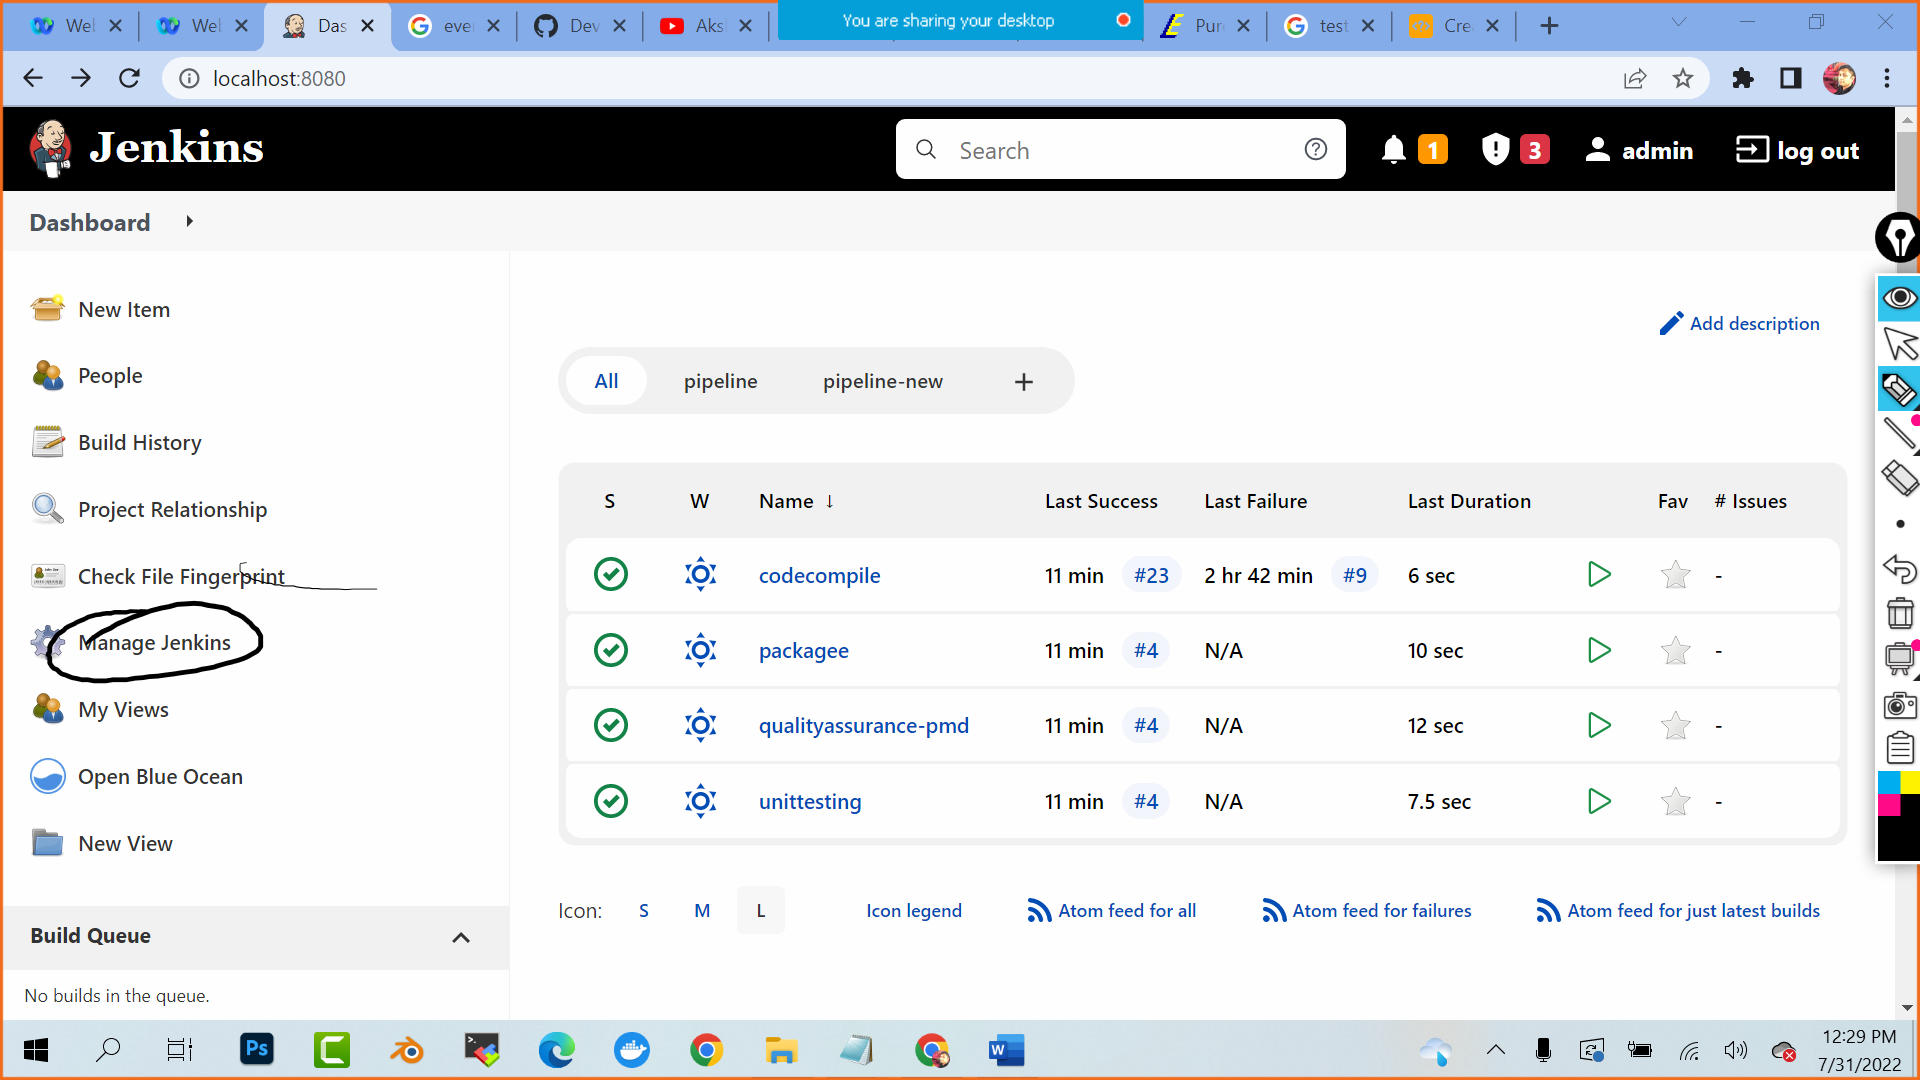 Wel
Wel
Das
ever
Dev
Aks
You are sharing your desktop
Pur
test
Crea
localhost:8080
Jenkins
Search
1
3
admin
log out
Dashboard
New Item
People
Build History
Project Relationship
Check File Fingerprint
Manage Jenkins
My Views
Open Blue Ocean
New View
Build Queue
No builds in the queue.
Add description
All pipeline pipeline-new +
S W Name ↓ Last Success Last Failure Last Duration Fav # Issues
codecompile 11 min #23 2 hr 42 min #9 6 sec -
packagee 11 min #4 N/A 10 sec -
qualityassurance-pmd 11 min #4 N/A 12 sec -
unittesting 11 min #4 N/A 7.5 sec -
Icon: S M L Icon legend Atom feed for all Atom feed for failures Atom feed for just latest builds
Ps
12:29 PM
7/31/2022